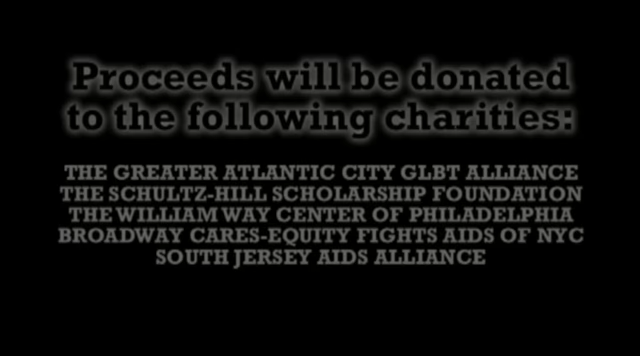 Proceeds will be donated
to the following charities:
THE GREATER ATLANTIC CITY GLBT ALLIANCE
THE SCHULTZ-HILL SCHOLARSHIP FOUNDATION
THE WILLIAM WAY CENTER OF PHILADELPHIA
BROADWAY CARES-EQUITY FIGHTS AIDS OF NYC
SOUTH JERSEY AIDS ALLIANCE